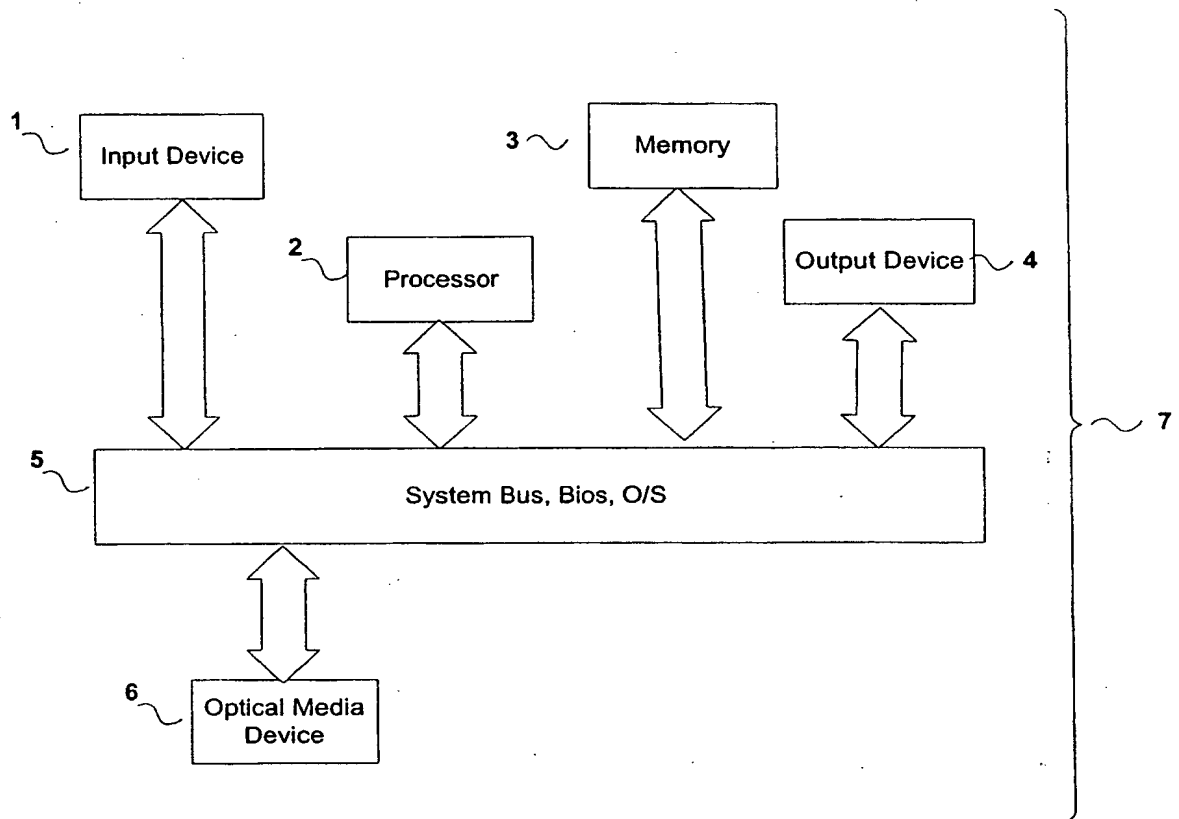 1
Input Device
3
Memory
2
Processor
Output Device
4
7
5
System Bus, Bios, O/S
6
Optical Media
Device